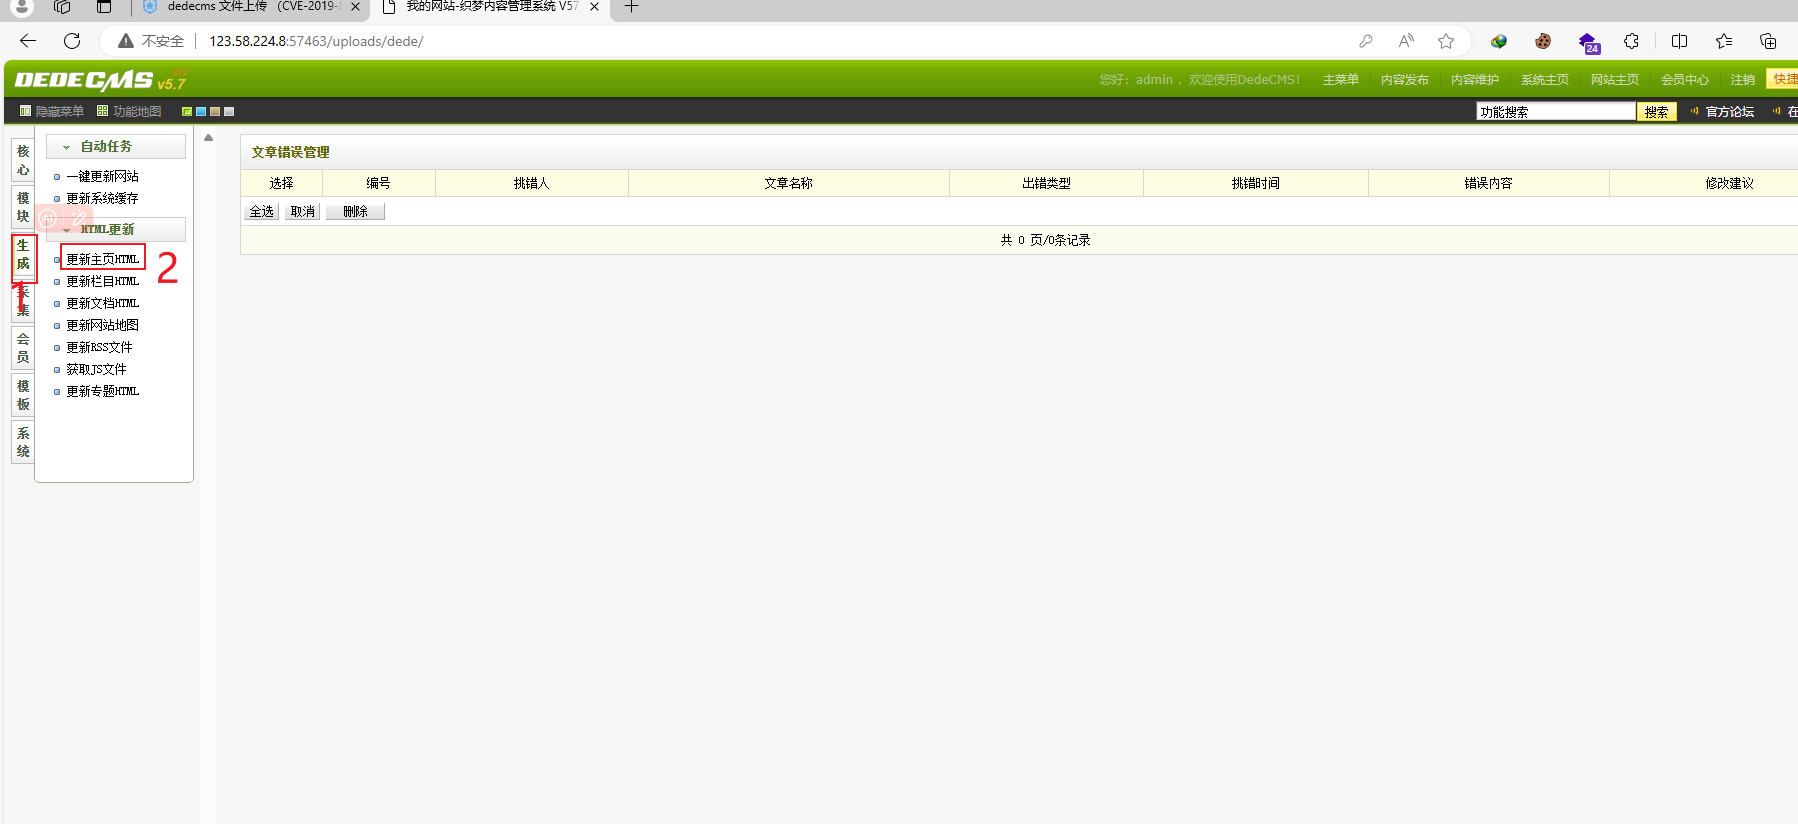 dedecms 文件上传 （CVE-2019-
我的网站-织梦内容管理系统 V57
不安全
123.58.224.8:57463/uploads/dede/
24
DEDECMS v5.7
您好：admin ，欢迎使用DedeCMS！
主菜单
内容发布
内容维护
系统主页
网站主页
会员中心
注销
快捷
隐藏菜单
功能地图
功能搜索
搜索
官方论坛
在
核心
模块
生成
采集
会员
模板
系统
自动任务
一键更新网站
更新系统缓存
HTML更新
更新主页HTML
更新栏目HTML
更新文档HTML
更新网站地图
更新RSS文件
获取JS文件
更新专题HTML
1
2
文章错误管理
选择 编号 挑错人 文章名称 出错类型 挑错时间 错误内容 修改建议
全选 取消 删除
共 0 页/0条记录